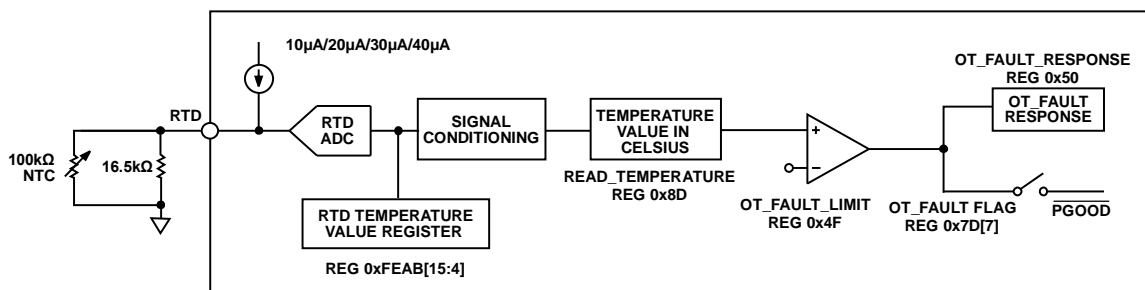 10µA/20µA/30µA/40µA
RTD
100kΩ
NTC
16.5kΩ
RTD
ADC
SIGNAL
CONDITIONING
RTD TEMPERATURE
VALUE REGISTER
REG 0xFEAB[15:4]
TEMPERATURE
VALUE IN
CELSIUS
READ_TEMPERATURE
REG 0x8D
+
–
OT_FAULT_LIMIT
REG 0x4F
OT_FAULT_RESPONSE
REG 0x50
OT_FAULT
RESPONSE
OT_FAULT FLAG
REG 0x7D[7]
PGOOD